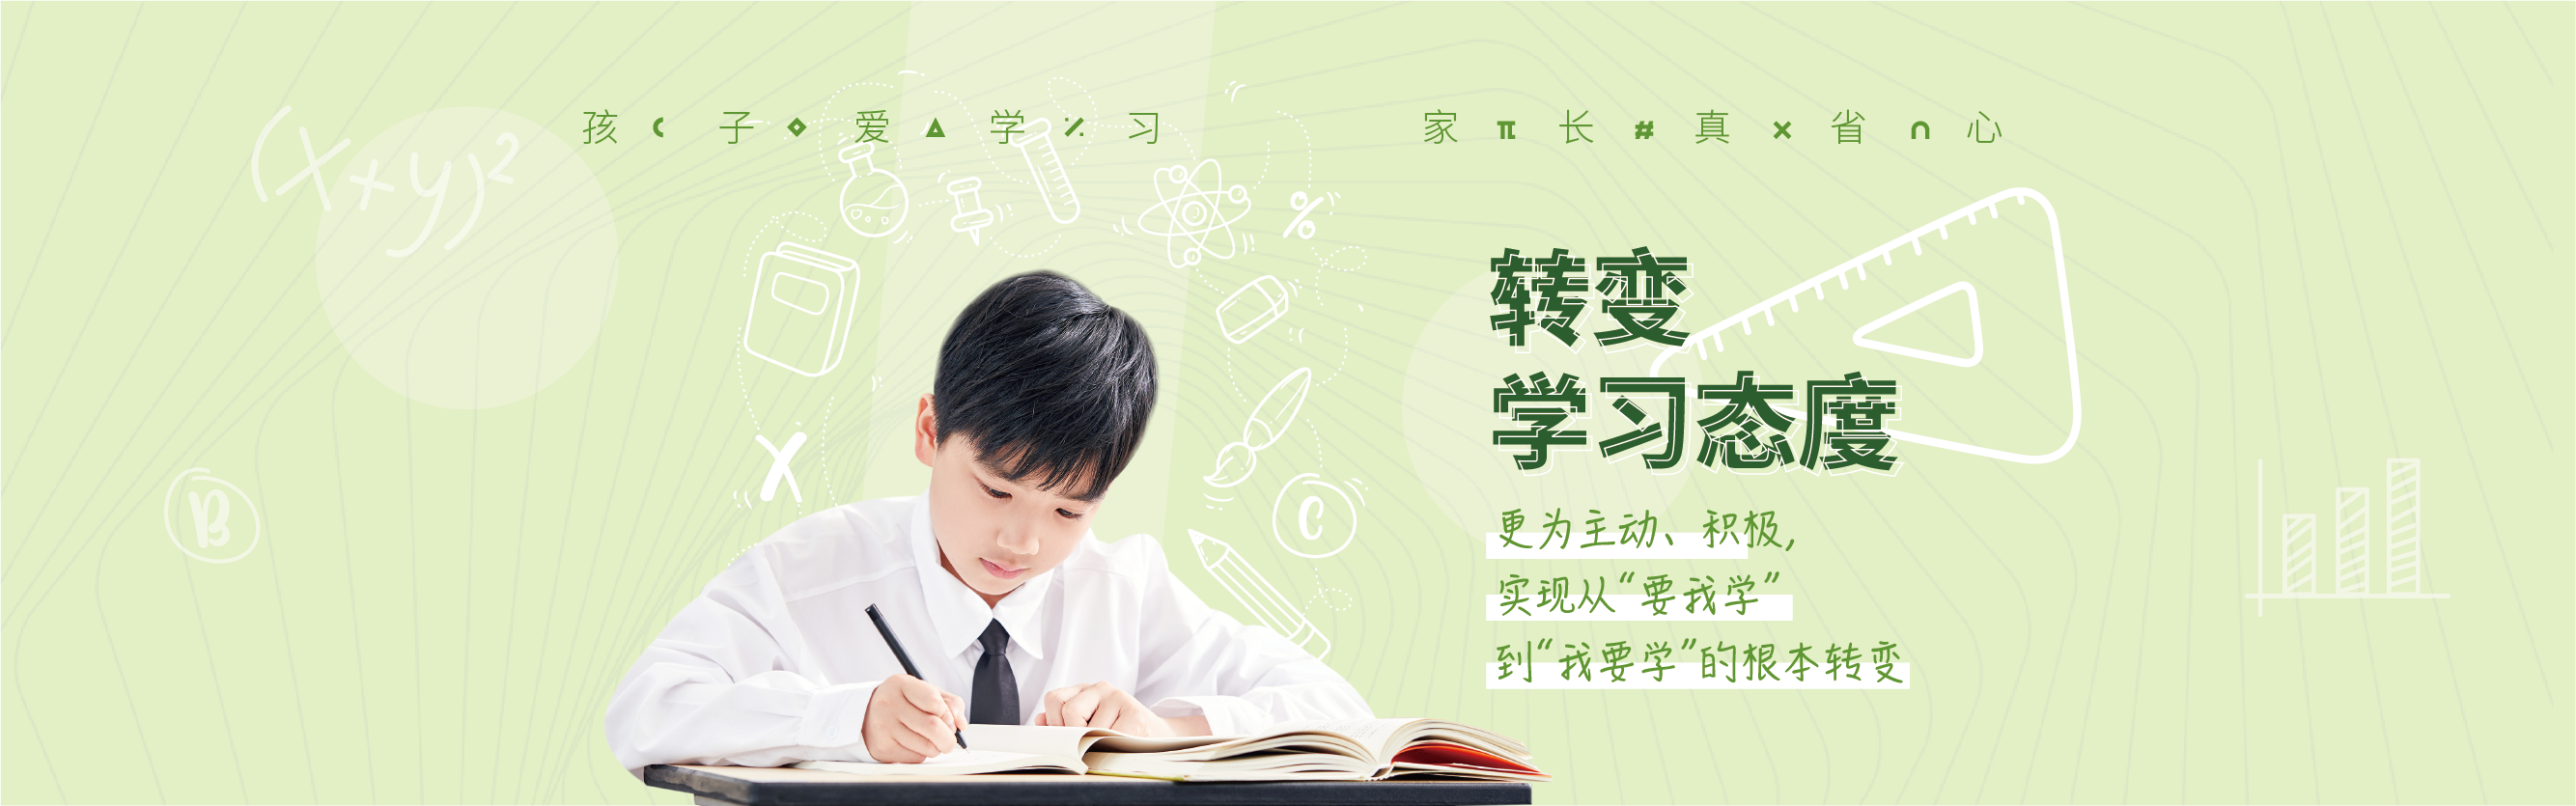 孩子爱学习 家π长#真×省∩心
(x+y)²
%
转变
学习态度
X
B
C
更为主动、积极,
实现从“要我学”
到“我要学”的根本转变